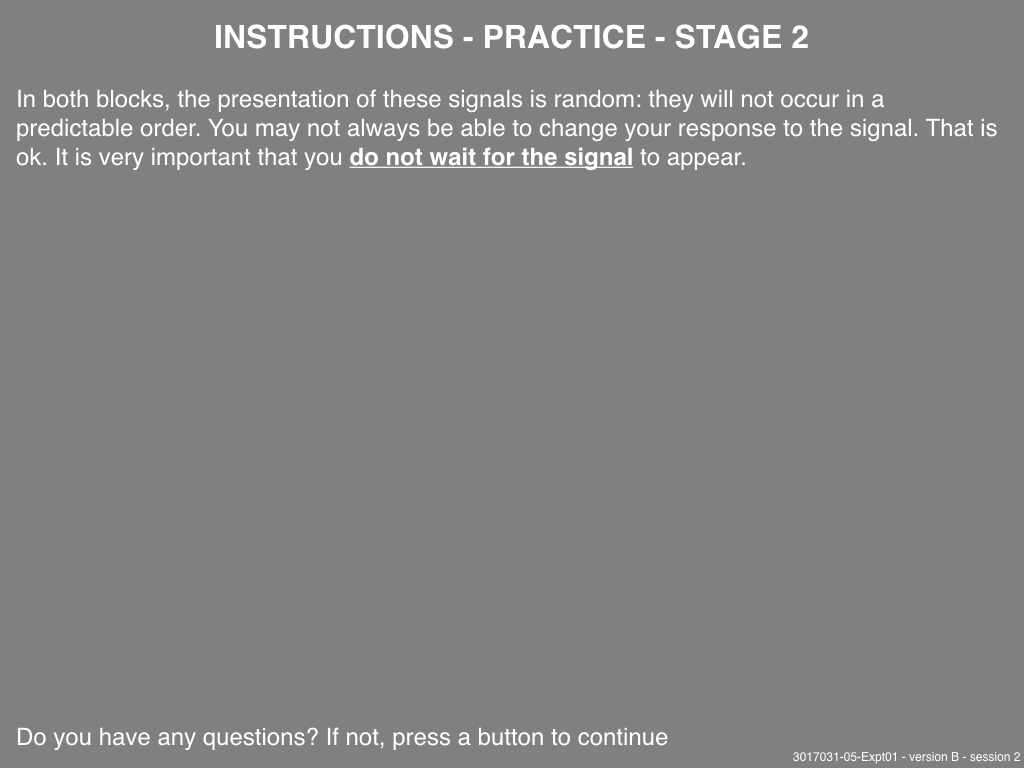 INSTRUCTIONS - PRACTICE - STAGE 2
In both blocks, the presentation of these signals is random: they will not occur in a
predictable order. You may not always be able to change your response to the signal. That is
ok. It is very important that you do not wait for the signal to appear.
Do you have any questions? If not, press a button to continue
3017031-05-Expt01 - version B - session 2